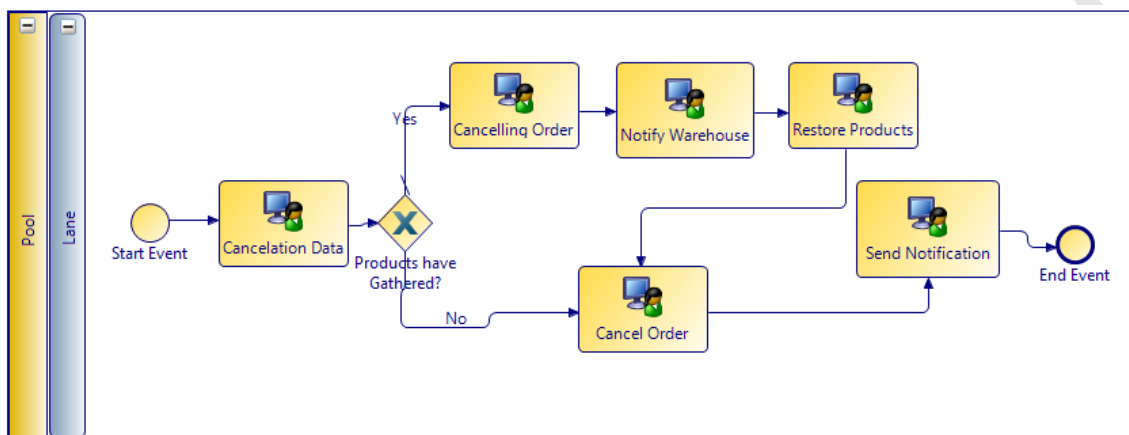 Pool
Lane
Start Event
Cancelation Data
Products have
Gathered?
Yes
No
Cancelling Order
Notify Warehouse
Restore Products
Cancel Order
Send Notification
End Event